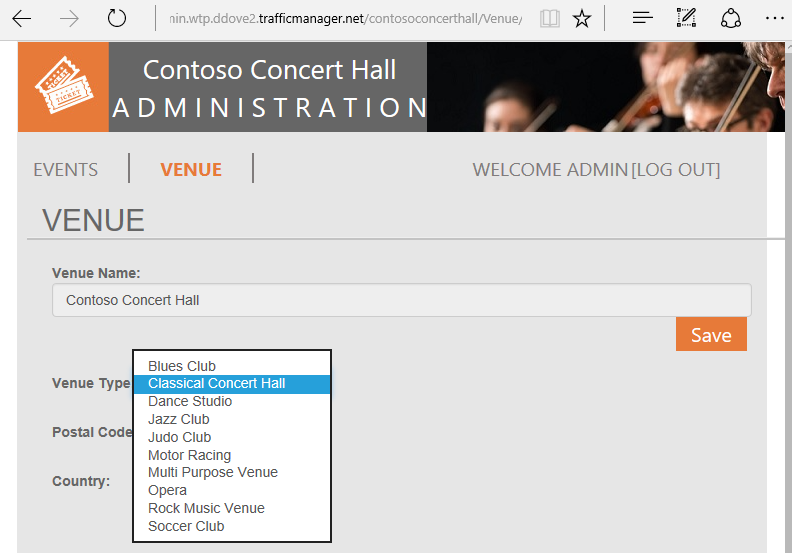 nin.wtp.ddove2.trafficmanager.net/contosoconcerthall/Venue/
TICKET
Contoso Concert Hall
ADMINISTRATION
EVENTS
VENUE
WELCOME ADMIN[LOG OUT]
VENUE
Venue Name:
Contoso Concert Hall
Save
Venue Type
Blues Club
Classical Concert Hall
Dance Studio
Jazz Club
Judo Club
Motor Racing
Multi Purpose Venue
Opera
Rock Music Venue
Soccer Club
Postal Code
Country: